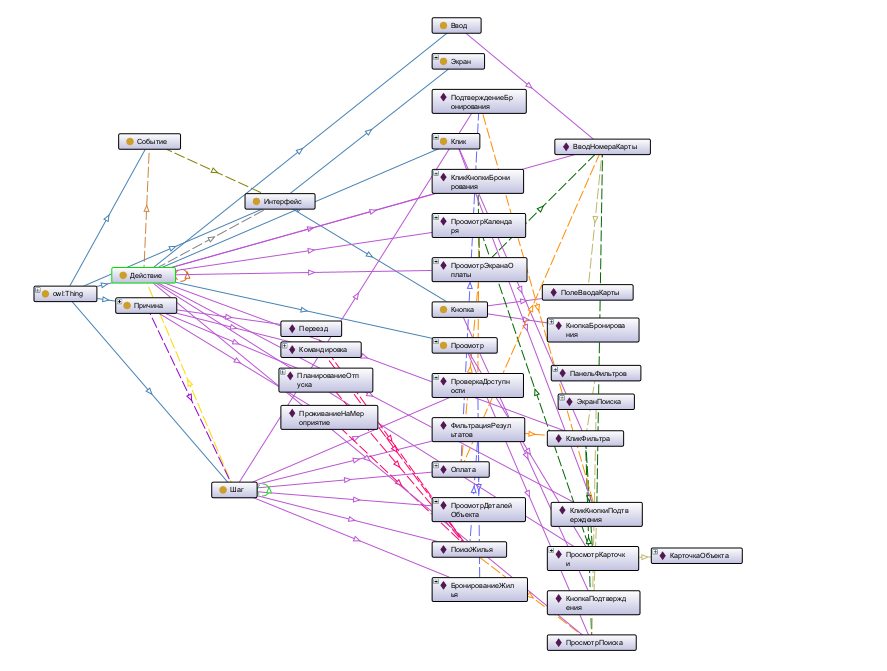 Ввод
Экран
ПодтверждениеБр
онирования
Событие
Клик
ВводНомераКарты
КликКнопкиБрони
рования
Интерфейс
ПросмотрКаленда
ря
Действие
ПросмотрЭкранаО
платы
owl:Thing
Причина
Кнопка
ПолеВводаКарты
Переезд
КнопкаБронирова
ния
Командировка
Просмотр
ПланированиеОтп
уска
ПроверкаДоступн
ости
ПанельФильтров
ЭкранПоиска
ПроживаниеНаМер
оприятие
ФильтрацияРезул
ьтатов
КликФильтра
Оплата
Шаг
ПросмотрДеталей
Объекта
КликКнопкиПодтв
ерждения
ПоискЖилья
ПросмотрКарточк
и
КарточкаОбъекта
БронированиеЖил
ья
КнопкаПодтвержд
ения
ПросмотрПоиска